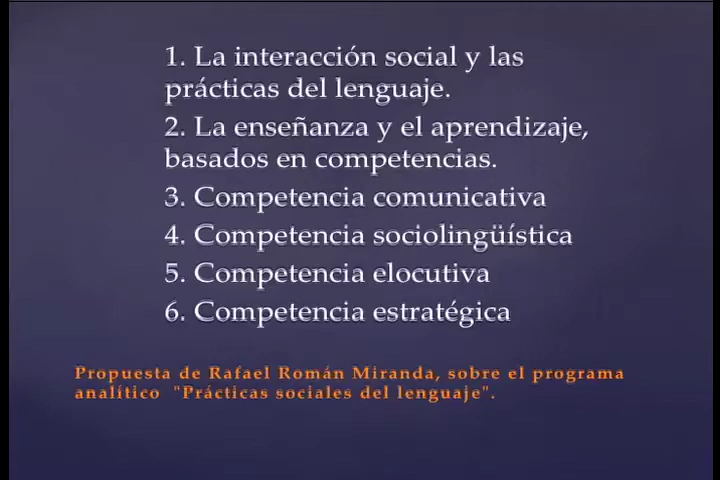 1. La interacción social y las
prácticas del lenguaje.
2. La enseñanza y el aprendizaje,
basados en competencias.
3. Competencia comunicativa
4. Competencia sociolingüística
5. Competencia elocutiva
6. Competencia estratégica
Propuesta de Rafael Román Miranda, sobre el programa
analítico "Prácticas sociales del lenguaje".